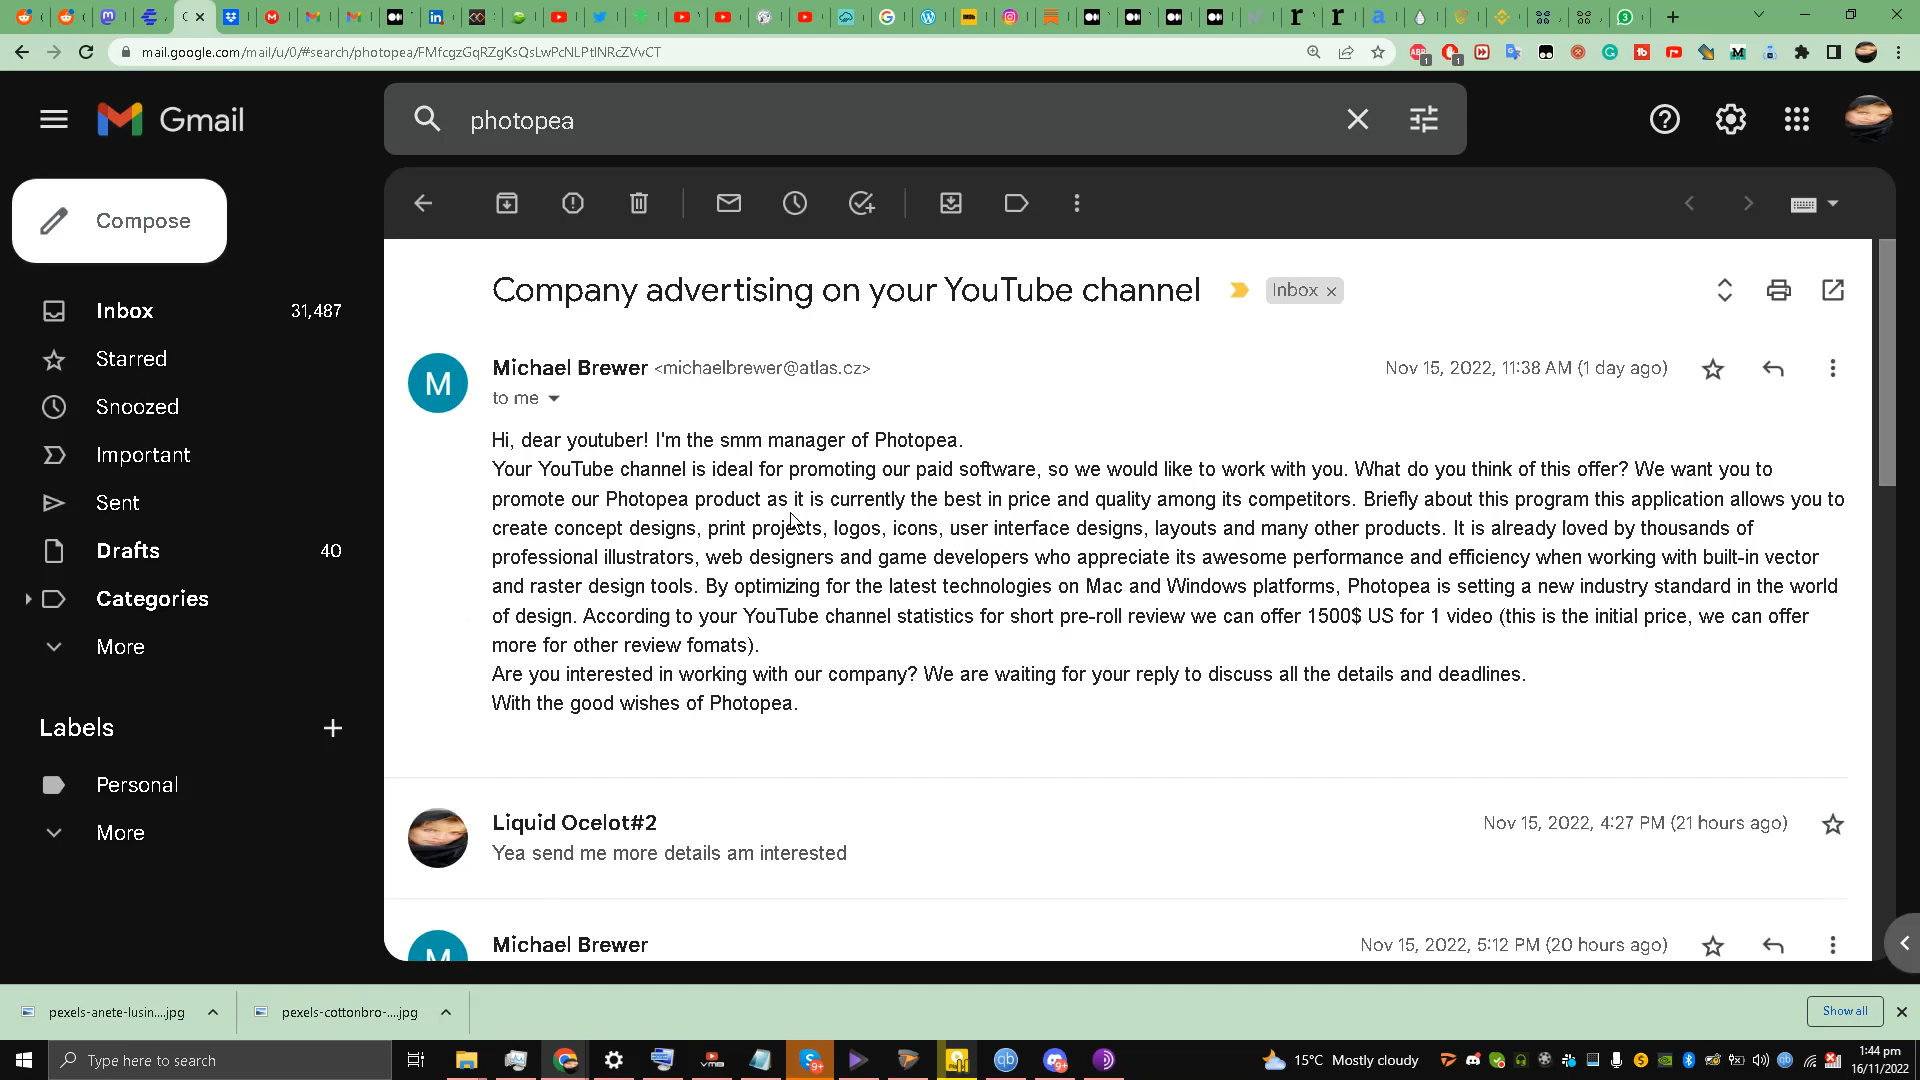 mail.google.com/mail/u/0/#search/photopea/FMfcgzGqRZgKsQsLwPcNLPtlNRcZVvCT
Gmail
photopea
Compose
Inbox 31,487
Starred
Snoozed
Important
Sent
Drafts 40
Categories
More
Labels
Personal
More
Company advertising on your YouTube channel
Inbox x
M
Michael Brewer <michaelbrewer@atlas.cz>
Nov 15, 2022, 11:38 AM (1 day ago)
to me
Hi, dear youtuber! I'm the smm manager of Photopea.
Your YouTube channel is ideal for promoting our paid software, so we would like to work with you. What do you think of this offer? We want you to
promote our Photopea product as it is currently the best in price and quality among its competitors. Briefly about this program this application allows you to
create concept designs, print projects, logos, icons, user interface designs, layouts and many other products. It is already loved by thousands of
professional illustrators, web designers and game developers who appreciate its awesome performance and efficiency when working with built-in vector
and raster design tools. By optimizing for the latest technologies on Mac and Windows platforms, Photopea is setting a new industry standard in the world
of design. According to your YouTube channel statistics for short pre-roll review we can offer 1500$ US for 1 video (this is the initial price, we can offer
more for other review fomats).
Are you interested in working with our company? We are waiting for your reply to discuss all the details and deadlines.
With the good wishes of Photopea.
Liquid Ocelot#2
Nov 15, 2022, 4:27 PM (21 hours ago)
Yea send me more details am interested
M
Michael Brewer
Nov 15, 2022, 5:12 PM (20 hours ago)
pexels-anete-lusin....jpg
pexels-cottonbro-....jpg
Show all
Type here to search
15°C Mostly cloudy
1:44 pm
16/11/2022